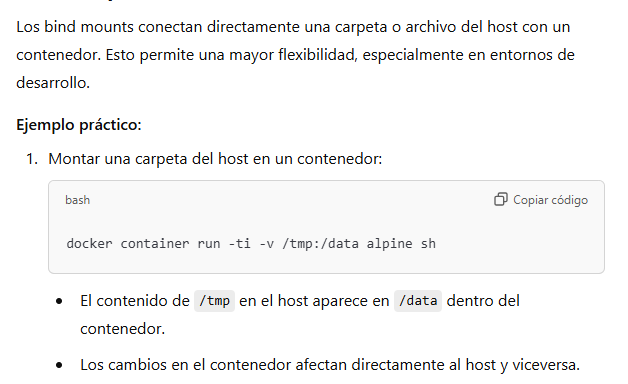 Los bind mounts conectan directamente una carpeta o archivo del host con un
contenedor. Esto permite una mayor flexibilidad, especialmente en entornos de
desarrollo.
Ejemplo práctico:
1. Montar una carpeta del host en un contenedor:
bash
Copiar código
docker container run -ti -v /tmp:/data alpine sh
• El contenido de /tmp en el host aparece en /data dentro del
contenedor.
• Los cambios en el contenedor afectan directamente al host y viceversa.